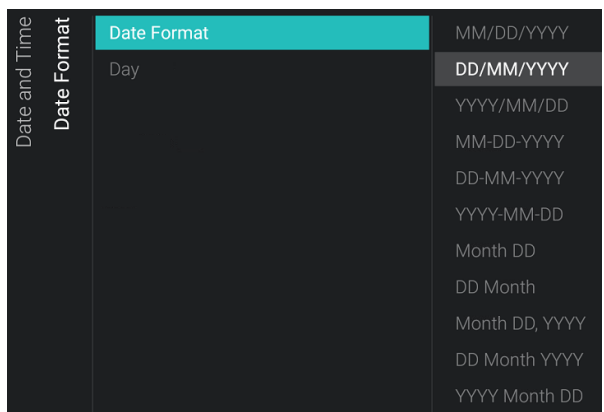 Date and Time
Date Format
Date Format
Day
MM/DD/YYYY
DD/MM/YYYY
YYYY/MM/DD
MM-DD-YYYY
DD-MM-YYYY
YYYY-MM-DD
Month DD
DD Month
Month DD, YYYY
DD Month YYYY
YYYY Month DD